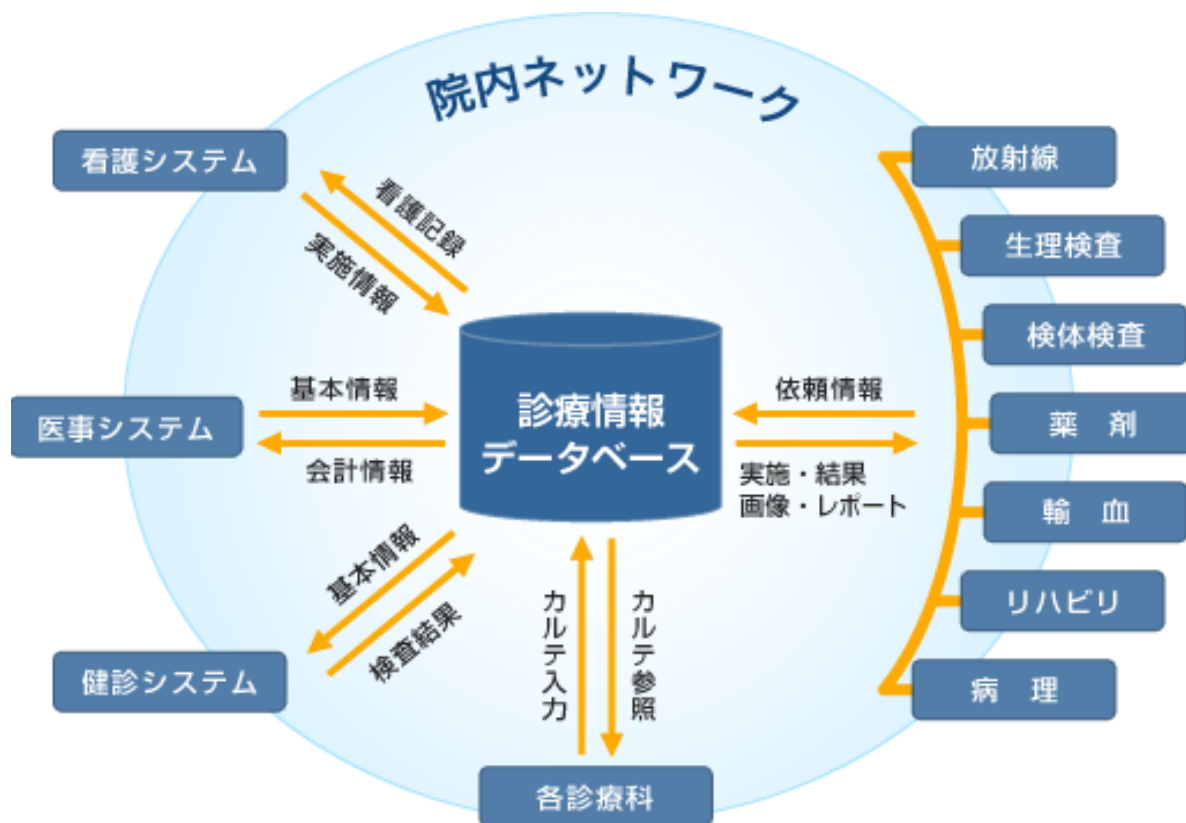 院内ネットワーク
看護システム
看護記録
実施情報
医事システム
基本情報
会計情報
健診システム
基本情報
検査結果
診療情報
データベース
カルテ入力
カルテ参照
各診療科
依頼情報
実施・結果
画像・レポート
放射線
生理検査
検体検査
薬　剤
輸　血
リハビリ
病　理